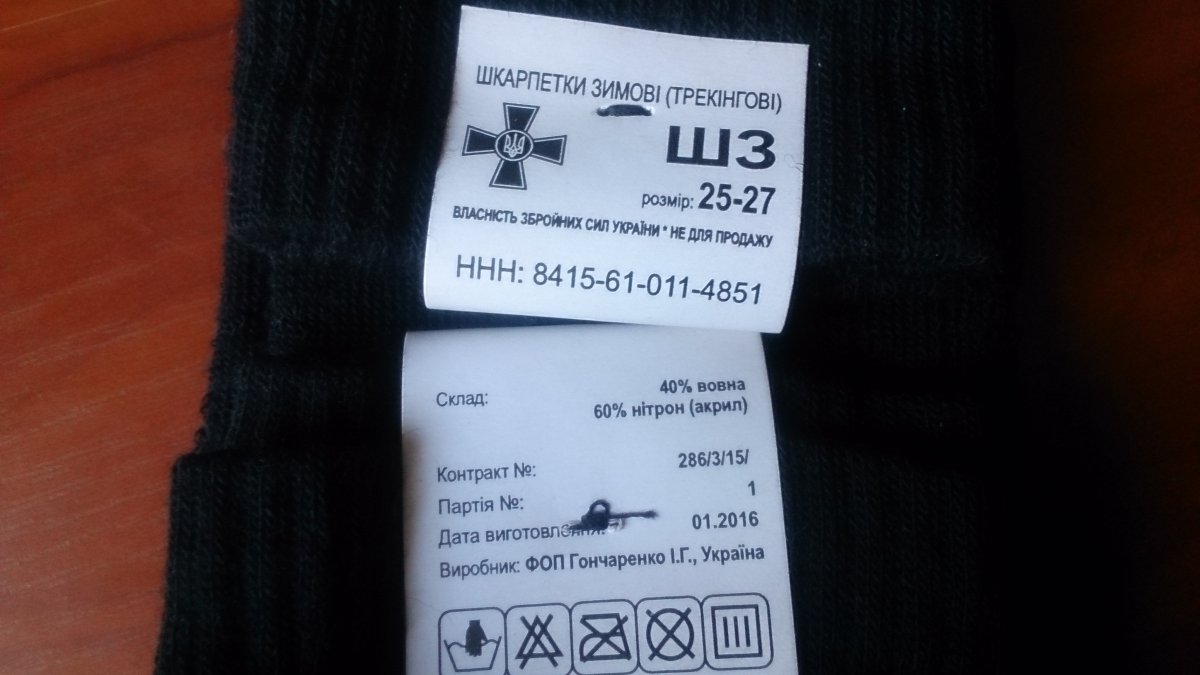 ШКАРПЕТКИ ЗИМОВІ (ТРЕКІНГОВІ)
ШЗ
розмір: 25-27
ВЛАСНІСТЬ ЗБРОЙНИХ СИЛ УКРАЇНИ * НЕ ДЛЯ ПРОДАЖУ
ННН: 8415-61-011-4851
Склад: 40% вовна
60% нітрон (акрил)
Контракт №: 286/3/15/
Партія №: 1
Дата виготовлення: 01.2016
Виробник: ФОП Гончаренко І.Г., Україна